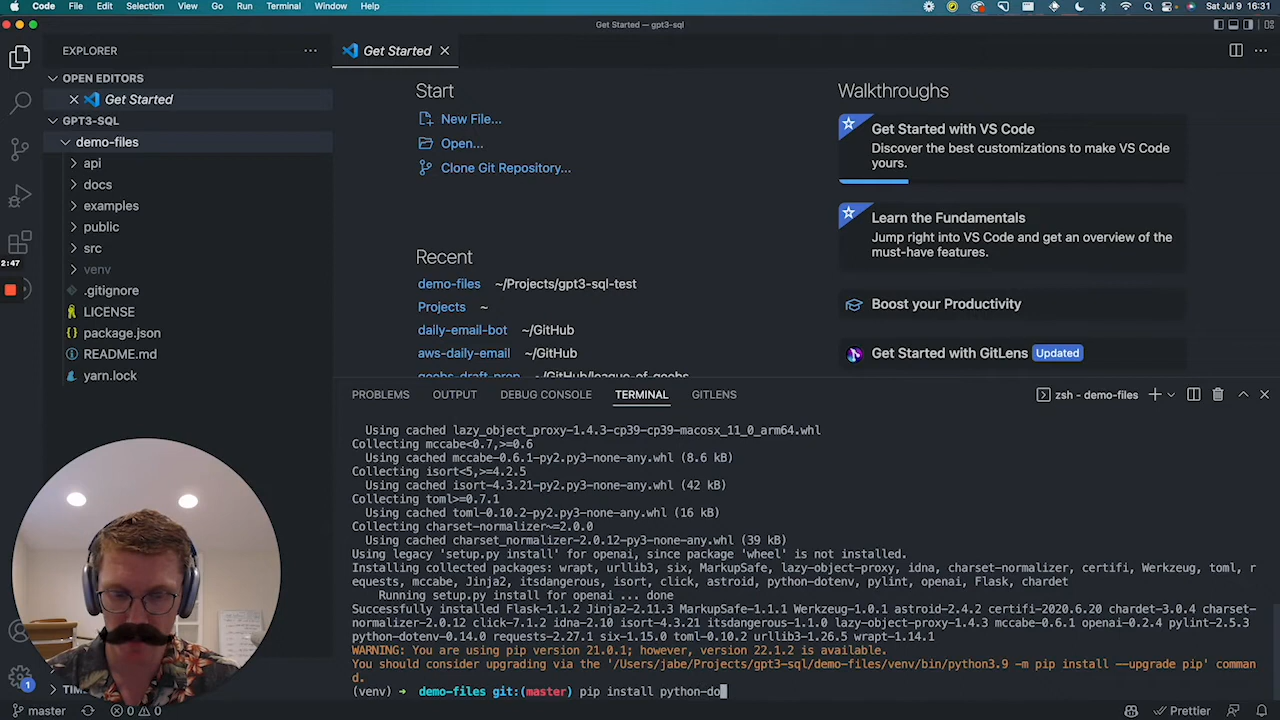 Code File Edit Selection View Go Run Terminal Window Help Sat Jul 9 16:31
Get Started — gpt3-sql
EXPLORER
OPEN EDITORS
Get Started
GPT3-SQL
demo-files
api
docs
examples
public
src
venv
.gitignore
LICENSE
package.json
README.md
yarn.lock
2:47
Get Started
Start
New File...
Open...
Clone Git Repository...
Recent
demo-files ~/Projects/gpt3-sql-test
Projects ~
daily-email-bot ~/GitHub
aws-daily-email ~/GitHub
goobs-draft-prep ~/GitHub/league-of-goobs
Walkthroughs
Get Started with VS Code
Discover the best customizations to make VS Code
yours.
Learn the Fundamentals
Jump right into VS Code and get an overview of the
must-have features.
Boost your Productivity
Get Started with GitLens Updated
PROBLEMS OUTPUT DEBUG CONSOLE TERMINAL GITLENS zsh - demo-files
Using cached lazy_object_proxy-1.4.3-cp39-cp39-macosx_11_0_arm64.whl
Collecting mccabe<0.7,>=0.6
Using cached mccabe-0.6.1-py2.py3-none-any.whl (8.6 kB)
Collecting isort<5,>=4.2.5
Using cached isort-4.3.21-py2.py3-none-any.whl (42 kB)
Collecting toml>=0.7.1
Using cached toml-0.10.2-py2.py3-none-any.whl (16 kB)
Collecting charset-normalizer~=2.0.0
Using cached charset_normalizer-2.0.12-py3-none-any.whl (39 kB)
Using legacy 'setup.py install' for openai, since package 'wheel' is not installed.
Installing collected packages: wrapt, urllib3, six, MarkupSafe, lazy-object-proxy, idna, charset-normalizer, certifi, Werkzeug, toml, r
equests, mccabe, Jinja2, itsdangerous, isort, click, astroid, python-dotenv, pylint, openai, Flask, chardet
Running setup.py install for openai ... done
Successfully installed Flask-1.1.2 Jinja2-2.11.3 MarkupSafe-1.1.1 Werkzeug-1.0.1 astroid-2.4.2 certifi-2020.6.20 chardet-3.0.4 charset-
normalizer-2.0.12 click-7.1.2 idna-2.10 isort-4.3.21 itsdangerous-1.1.0 lazy-object-proxy-1.4.3 mccabe-0.6.1 openai-0.2.4 pylint-2.5.3
python-dotenv-0.14.0 requests-2.27.1 six-1.15.0 toml-0.10.2 urllib3-1.26.5 wrapt-1.14.1
WARNING: You are using pip version 21.0.1; however, version 22.1.2 is available.
You should consider upgrading via the '/Users/jabe/Projects/gpt3-sql/demo-files/venv/bin/python3.9 -m pip install --upgrade pip' comman
d.
(venv) ➜ demo-files git:(master) pip install python-do
TIM
1
master 0 0 Prettier